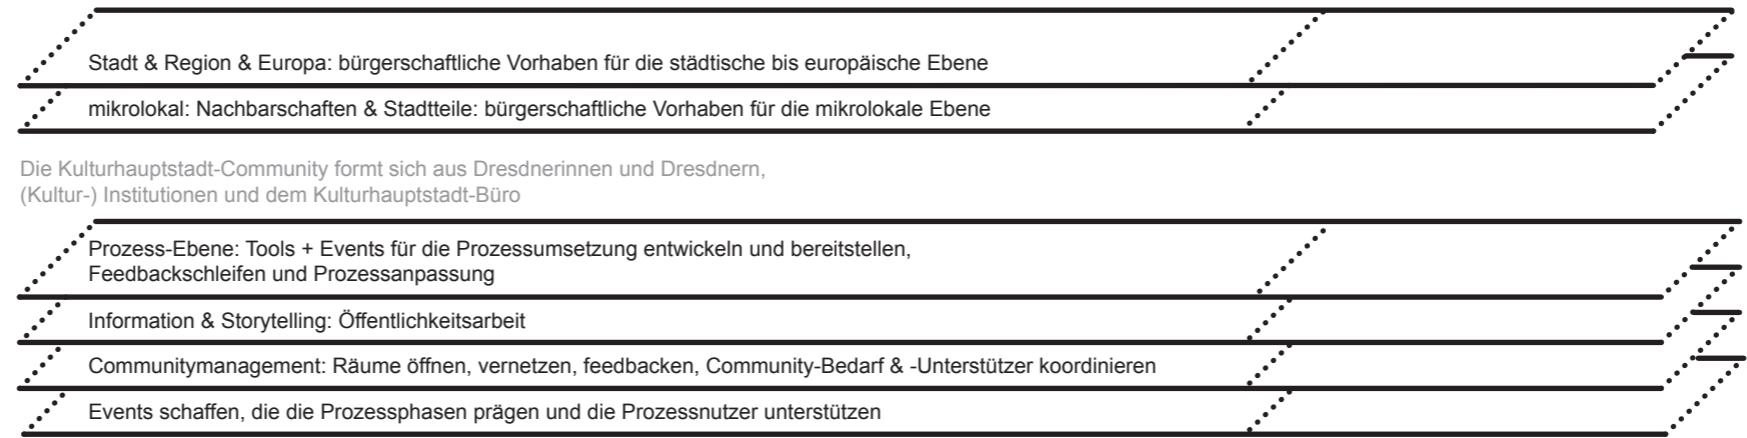 Stadt & Region & Europa: bürgerschaftliche Vorhaben für die städtische bis europäische Ebene
mikrolokal: Nachbarschaften & Stadtteile: bürgerschaftliche Vorhaben für die mikrolokale Ebene
Die Kulturhauptstadt-Community formt sich aus Dresdnerinnen und Dresdnern,
(Kultur-) Institutionen und dem Kulturhauptstadt-Büro
Prozess-Ebene: Tools + Events für die Prozessumsetzung entwickeln und bereitstellen,
Feedbackschleifen und Prozessanpassung
Information & Storytelling: Öffentlichkeitsarbeit
Communitymanagement: Räume öffnen, vernetzen, feedbacken, Community-Bedarf & -Unterstützer koordinieren
Events schaffen, die die Prozessphasen prägen und die Prozessnutzer unterstützen